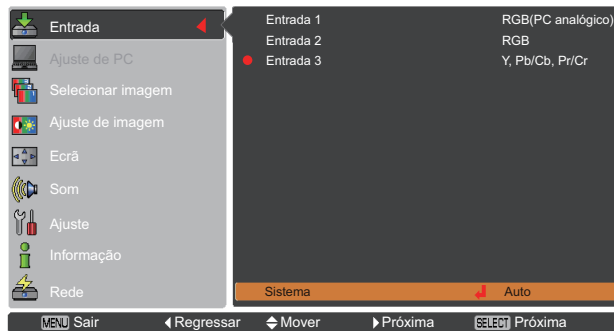 Entrada
Ajuste de PC
Selecionar imagem
Ajuste de imagem
Ecrã
Som
Ajuste
Informação
Rede
Entrada 1 RGB(PC analógico)
Entrada 2 RGB
Entrada 3 Y, Pb/Cb, Pr/Cr
Sistema Auto
MENU Sair Regressar Mover Próxima SELECT Próxima